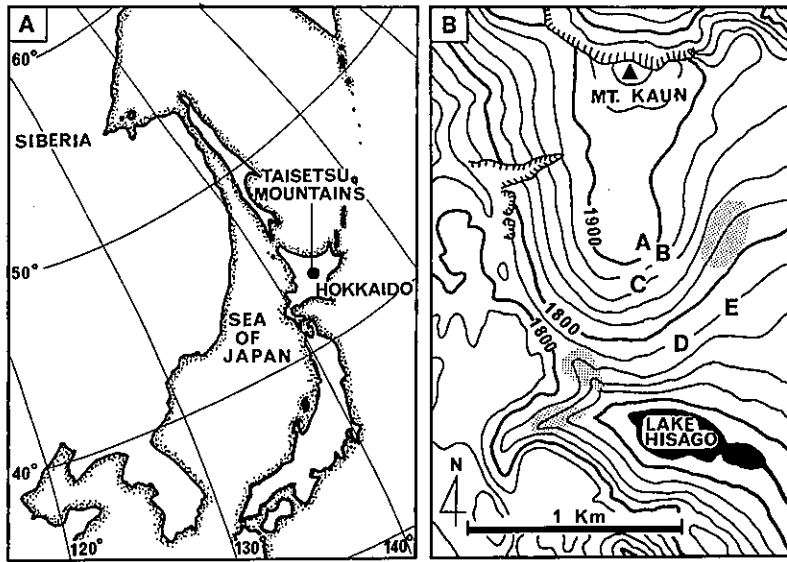 A
60°
SIBERIA
TAISETSU
MOUNTAINS
50°
HOKKAIDO
SEA
OF
JAPAN
40°
120°
130°
140°
B
MT. KAUN
1900
A
B
C
1800
1800
E
D
LAKE
HISAGO
N
1 Km